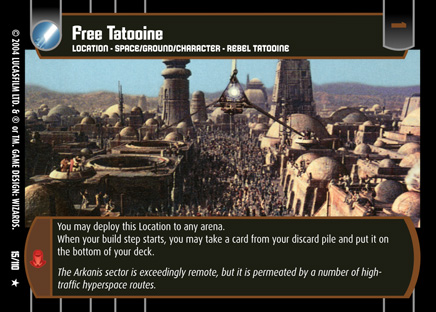 Free Tatooine
LOCATION - SPACE/GROUND/CHARACTER - REBEL TATOOINE
1
© 2004 LUCASFILM LTD. & ® or TM. GAME DESIGN: WIZARDS.
15/110
You may deploy this Location to any arena.
When your build step starts, you may take a card from your discard pile and put it on
the bottom of your deck.
The Arkanis sector is exceedingly remote, but it is permeated by a number of high-
traffic hyperspace routes.